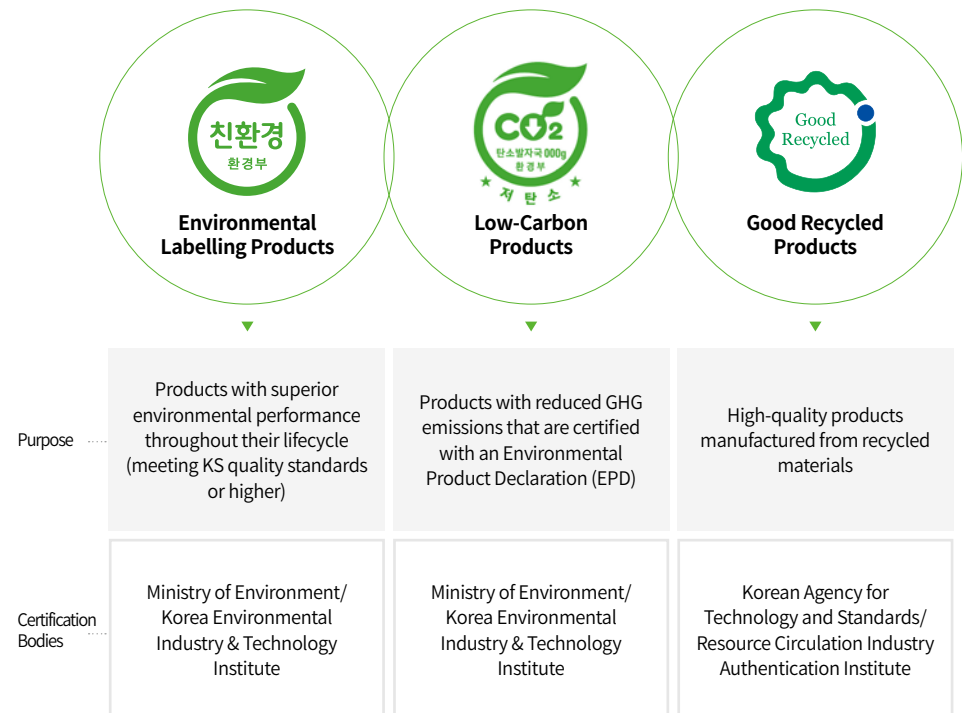 친환경
환경부
CO2
탄소발자국 000g
환경부
저 탄 소
Good
Recycled
Environmental
Labelling Products
Low-Carbon
Products
Good Recycled
Products
Purpose
Products with superior
environmental performance
throughout their lifecycle
(meeting KS quality standards
or higher)
Products with reduced GHG
emissions that are certified
with an Environmental
Product Declaration (EPD)
High-quality products
manufactured from recycled
materials
Certification
Bodies
Ministry of Environment/
Korea Environmental
Industry & Technology
Institute
Ministry of Environment/
Korea Environmental
Industry & Technology
Institute
Korean Agency for
Technology and Standards/
Resource Circulation Industry
Authentication Institute